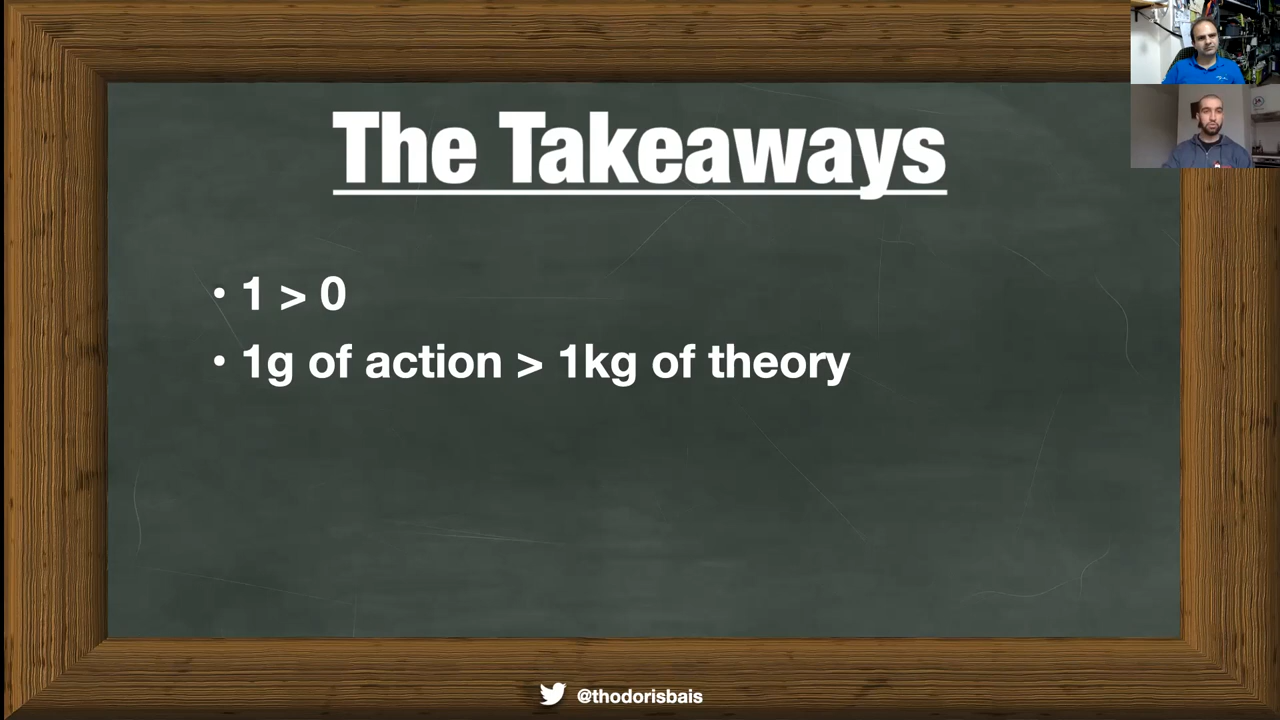 The Takeaways
• 1 > 0
• 1g of action > 1kg of theory
@thodorisbais